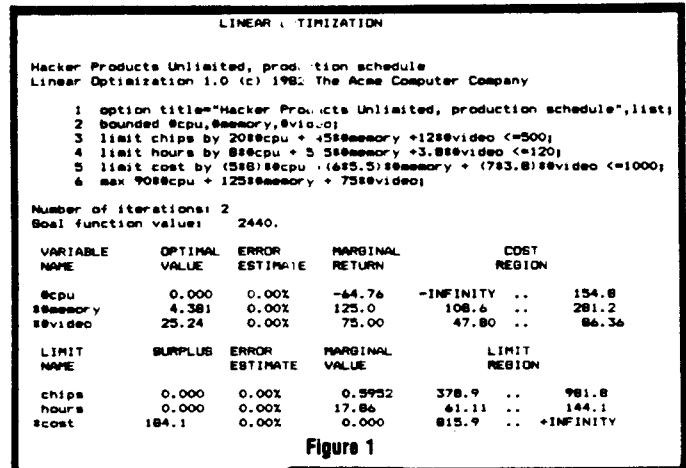 LINEAR TIMIZATION
Hacker Products Unlimited, production schedule
Linear Optimization 1.0 (c) 1982 The Acme Computer Company
1 option title="Hacker Products Unlimited, production schedule",list;
2 bounded @cpu,@memory,@video;
3 limit chips by 20*@cpu + 45*@memory +12*@video <=500;
4 limit hours by 8*@cpu + 5.5*@memory +3.8*@video <=120;
5 limit cost by (5*8)*@cpu +(6*5.5)*@memory + (7*3.8)*@video <=1000;
6 max 90*@cpu + 125*@memory + 75*@video;
Number of iterations: 2
Goal function value: 2440.
VARIABLE OPTIMAL ERROR MARGINAL COST
NAME VALUE ESTIMATE RETURN REGION
@cpu 0.000 0.00% -64.76 -INFINITY .. 154.8
*@memory 4.381 0.00% 125.0 108.6 .. 281.2
*@video 25.24 0.00% 75.00 47.80 .. 86.36
LIMIT SURPLUS ERROR MARGINAL LIMIT
NAME ESTIMATE VALUE REGION
chips 0.000 0.00% 0.5952 378.9 .. 981.8
hours 0.000 0.00% 17.86 61.11 .. 144.1
*cost 184.1 0.00% 0.000 815.9 .. +INFINITY
Figure 1